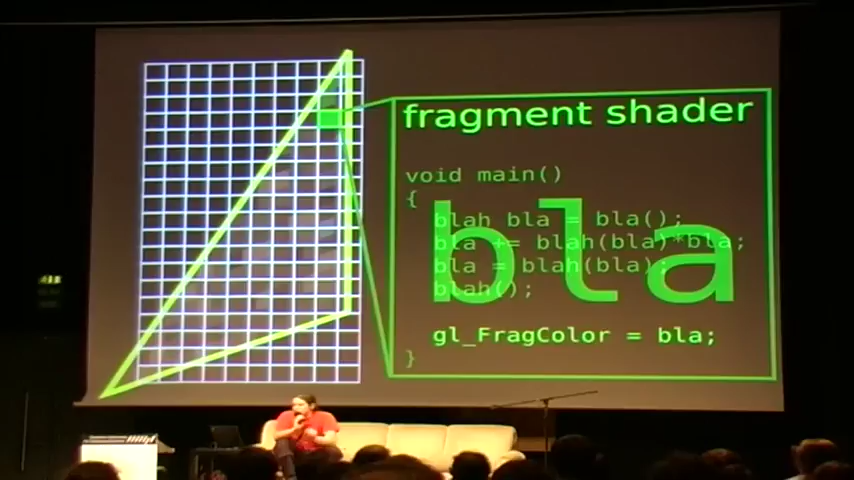 fragment shader
void main()
{
blah bla = bla();
bla += blah(bla)*bla;
bla = blah(bla);
blah();
bla
gl_FragColor = bla;
}